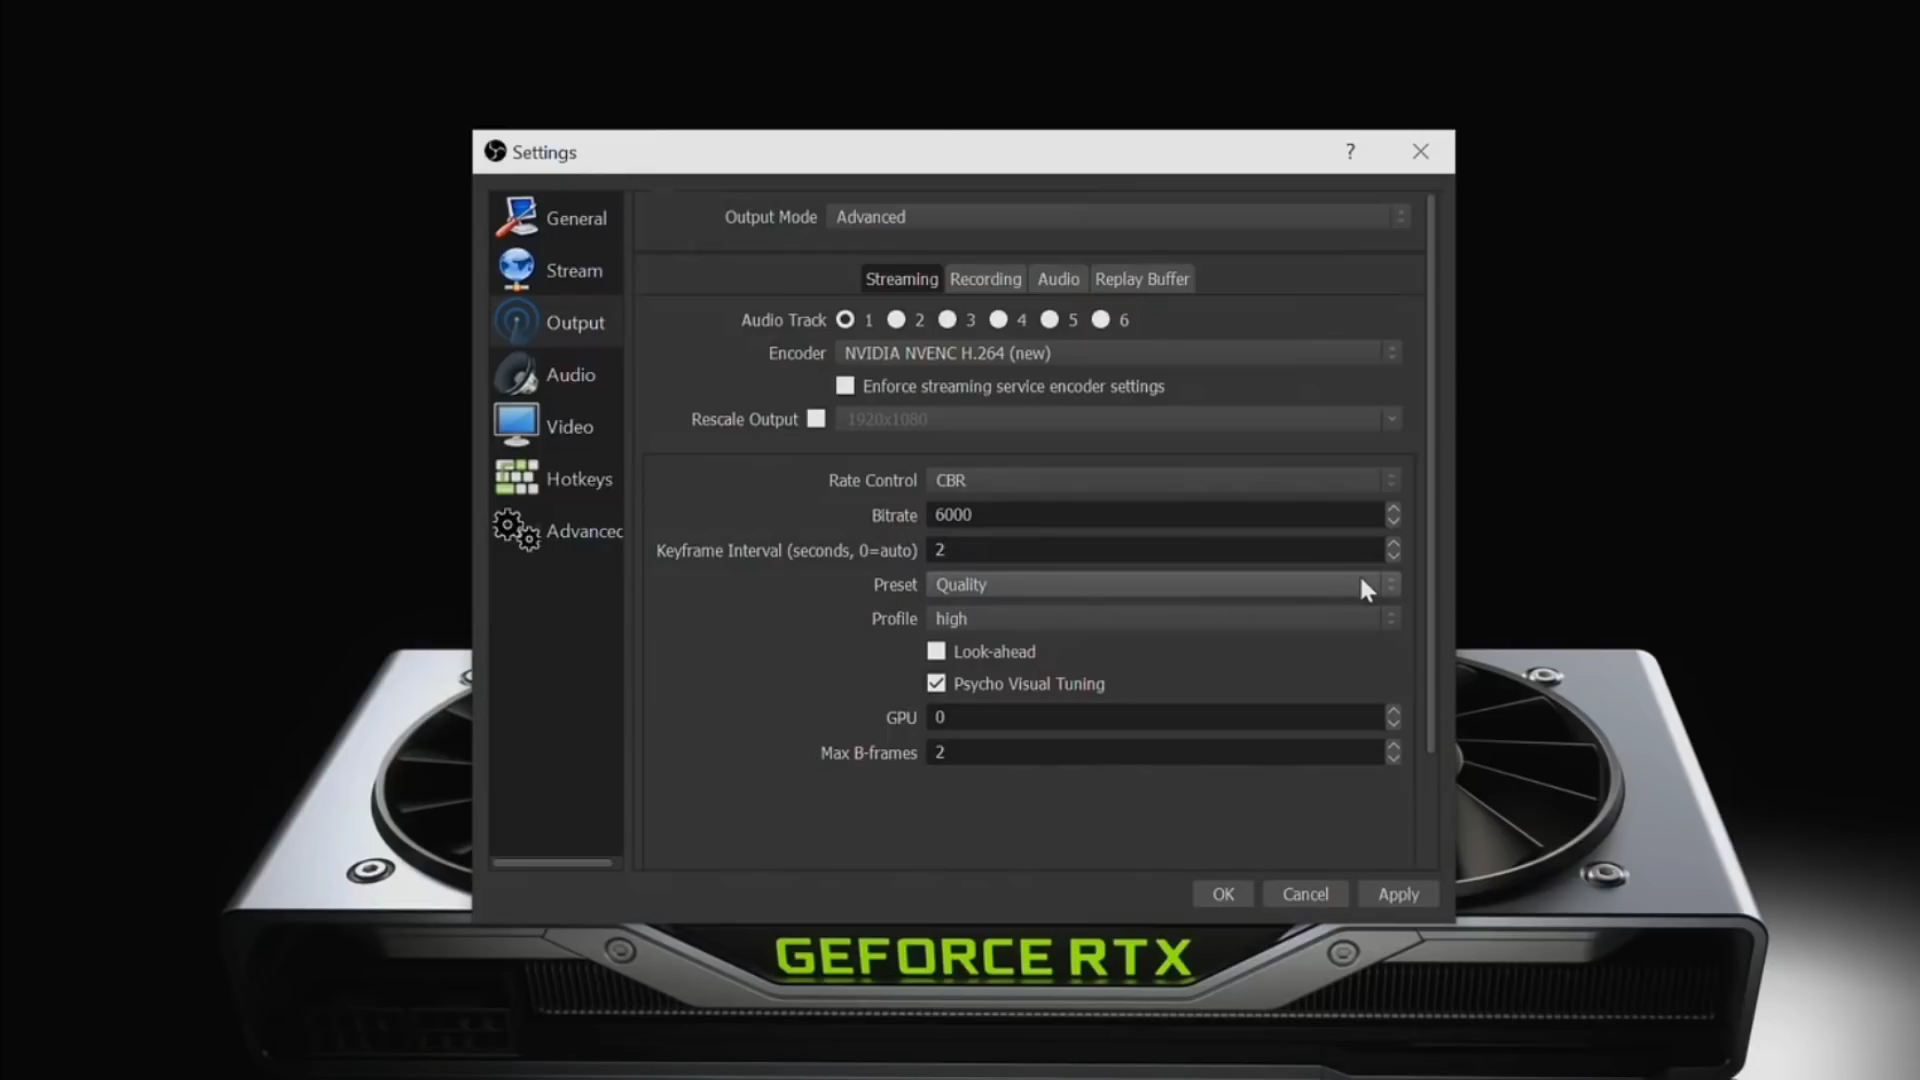 Settings
?
General
Stream
Output
Audio
Video
Hotkeys
Advanced
Output Mode Advanced
Streaming Recording Audio Replay Buffer
Audio Track 1 2 3 4 5 6
Encoder NVIDIA NVENC H.264 (new)
Enforce streaming service encoder settings
Rescale Output 1920x1080
Rate Control CBR
Bitrate 6000
Keyframe Interval (seconds, 0=auto) 2
Preset Quality
Profile high
Look-ahead
Psycho Visual Tuning
GPU 0
Max B-frames 2
OK Cancel Apply
GEFORCE RTX